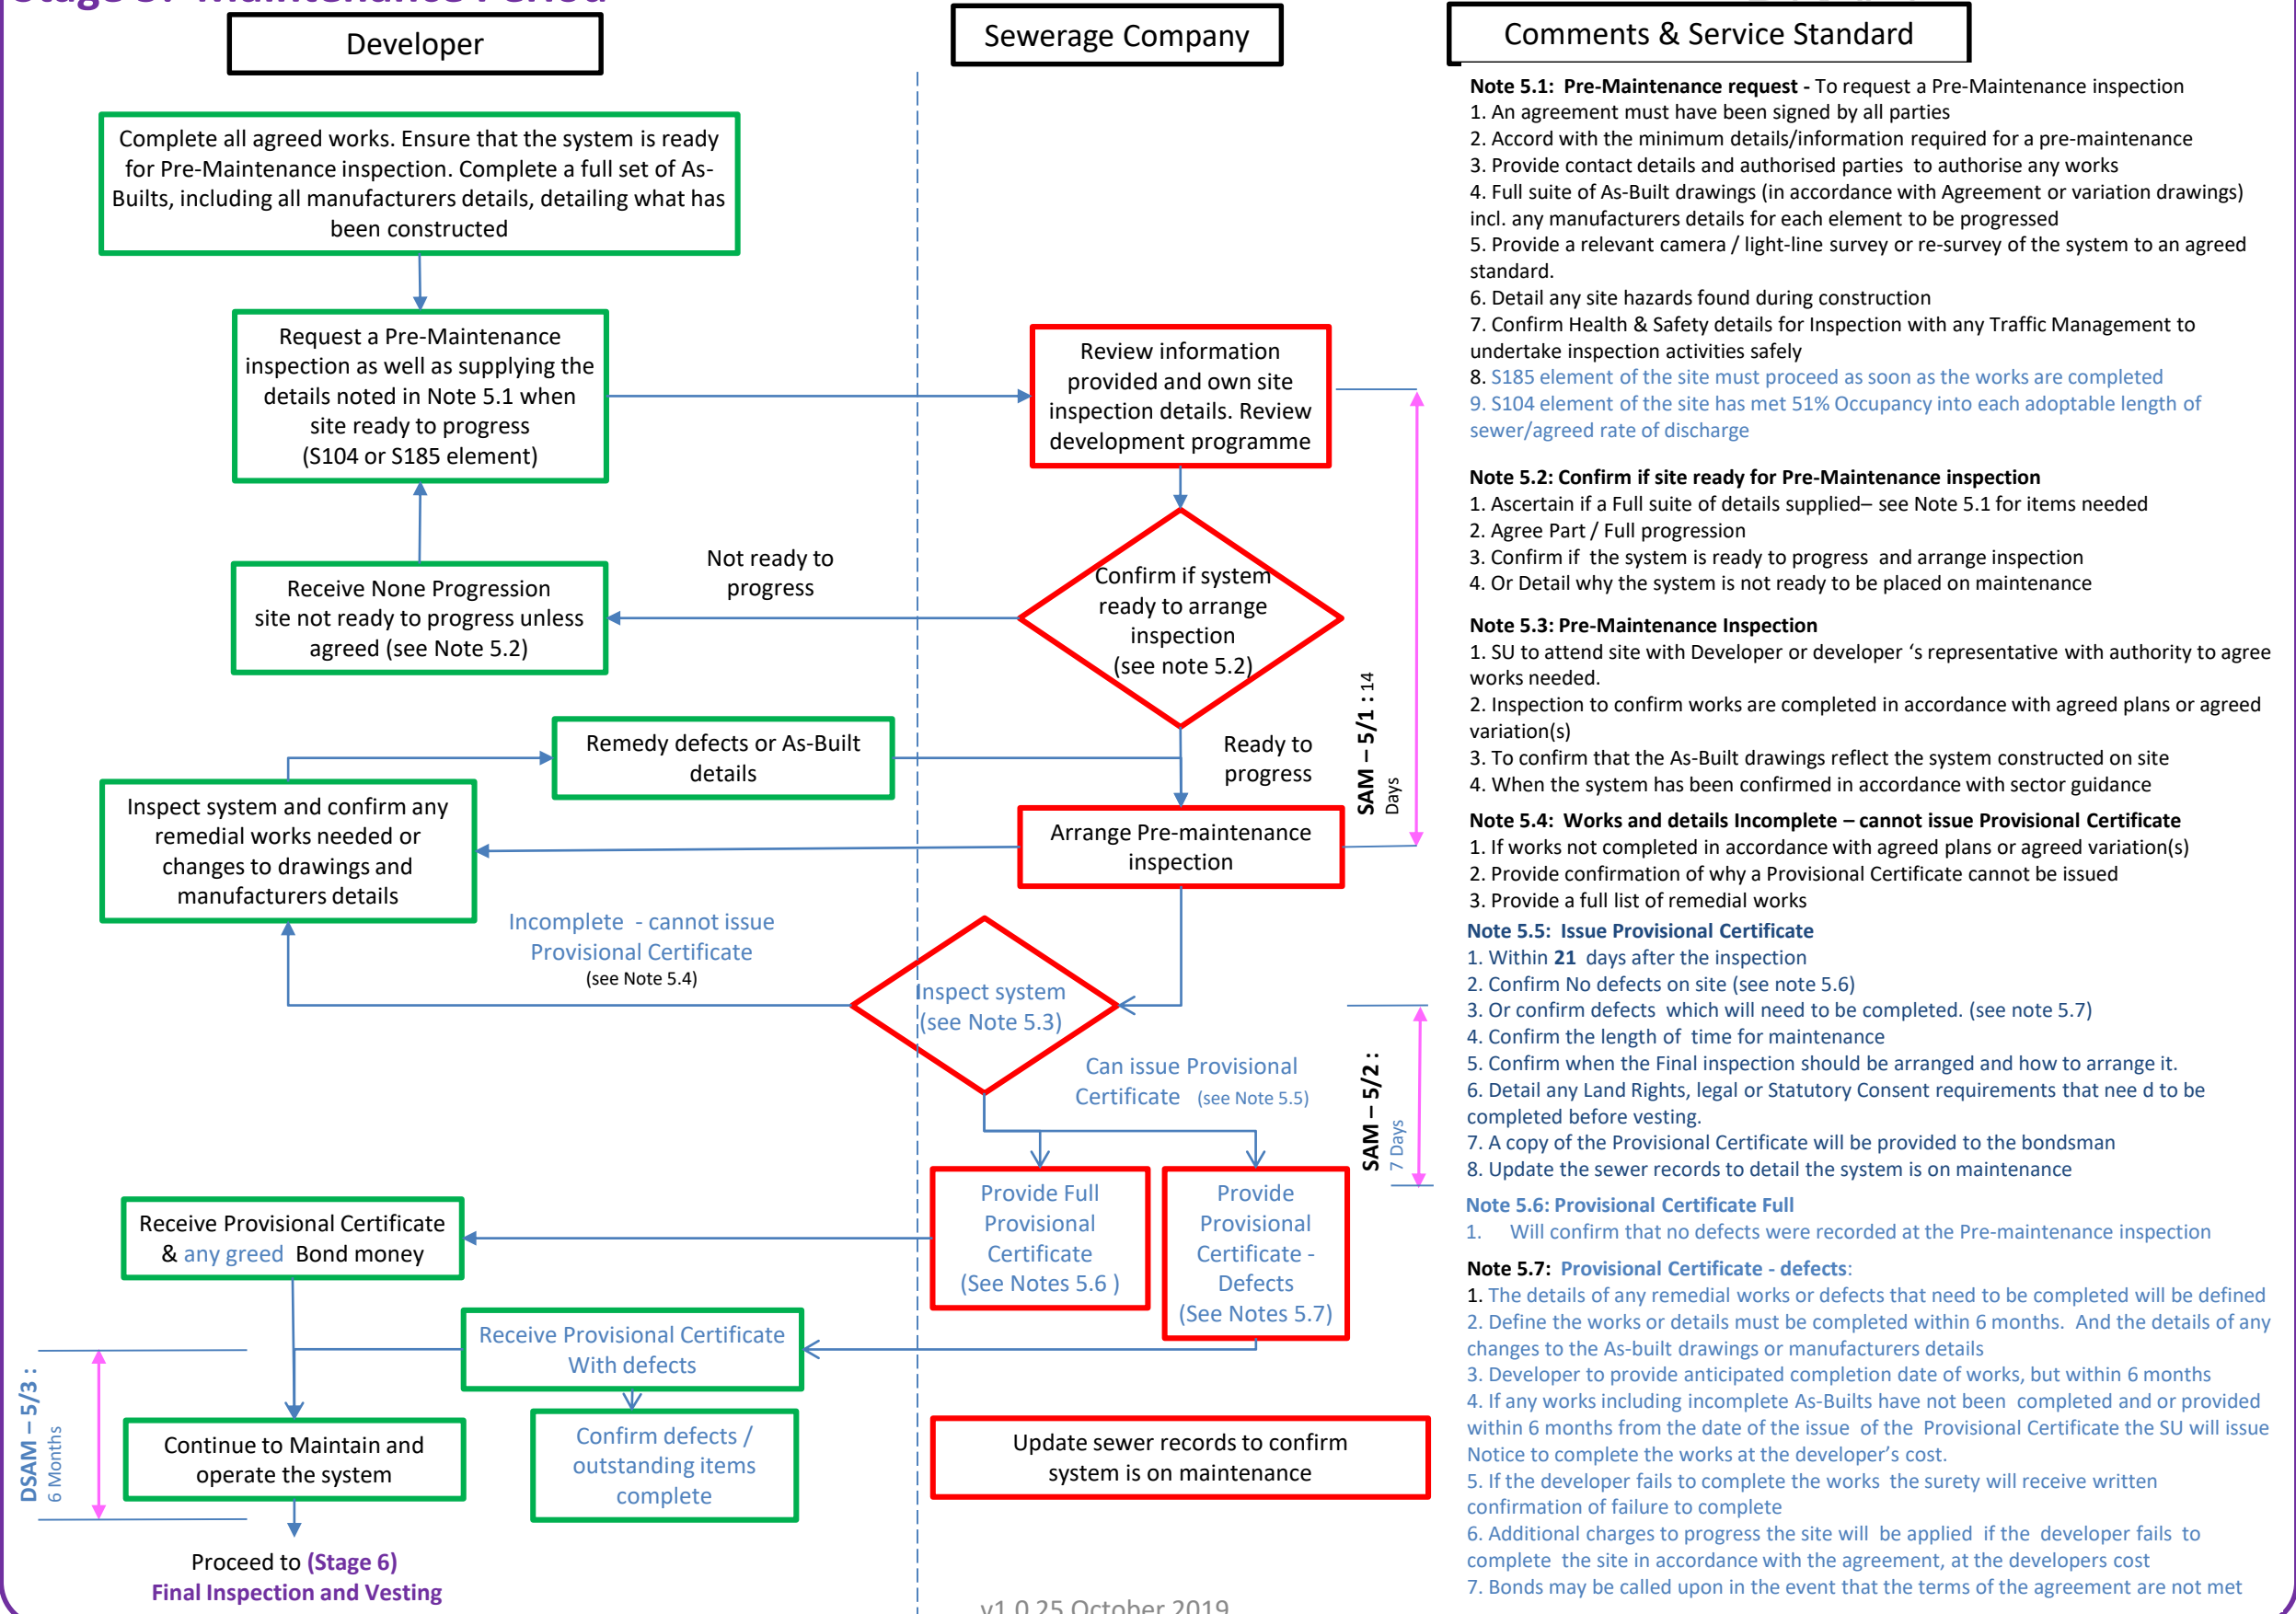 Stage 5: Maintenance Period
Developer
Sewerage Company
Comments & Service Standard
Complete all agreed works. Ensure that the system is ready
for Pre-Maintenance inspection. Complete a full set of As-
Builts, including all manufacturers details, detailing what has
been constructed
Request a Pre-Maintenance
inspection as well as supplying the
details noted in Note 5.1 when
site ready to progress
(S104 or S185 element)
Review information
provided and own site
inspection details. Review
development programme
Not ready to
progress
Confirm if system
ready to arrange
inspection
(see note 5.2)
Receive None Progression
site not ready to progress unless
agreed (see Note 5.2)
SAM – 5/1 : 14
Days
Remedy defects or As-Built
details
Ready to
progress
Inspect system and confirm any
remedial works needed or
changes to drawings and
manufacturers details
Arrange Pre-maintenance
inspection
Incomplete - cannot issue
Provisional Certificate
(see Note 5.4)
Inspect system
(see Note 5.3)
Can issue Provisional
Certificate (see Note 5.5)
SAM – 5/2 :
7 Days
Provide Full
Provisional
Certificate
(See Notes 5.6 )
Provide
Provisional
Certificate -
Defects
(See Notes 5.7)
Receive Provisional Certificate
& any greed Bond money
Receive Provisional Certificate
With defects
DSAM – 5/3 :
6 Months
Continue to Maintain and
operate the system
Confirm defects /
outstanding items
complete
Update sewer records to confirm
system is on maintenance
Proceed to (Stage 6)
Final Inspection and Vesting
v1.0 25 October 2019
Note 5.1: Pre-Maintenance request - To request a Pre-Maintenance inspection
1. An agreement must have been signed by all parties
2. Accord with the minimum details/information required for a pre-maintenance
3. Provide contact details and authorised parties to authorise any works
4. Full suite of As-Built drawings (in accordance with Agreement or variation drawings)
incl. any manufacturers details for each element to be progressed
5. Provide a relevant camera / light-line survey or re-survey of the system to an agreed
standard.
6. Detail any site hazards found during construction
7. Confirm Health & Safety details for Inspection with any Traffic Management to
undertake inspection activities safely
8. S185 element of the site must proceed as soon as the works are completed
9. S104 element of the site has met 51% Occupancy into each adoptable length of
sewer/agreed rate of discharge
Note 5.2: Confirm if site ready for Pre-Maintenance inspection
1. Ascertain if a Full suite of details supplied– see Note 5.1 for items needed
2. Agree Part / Full progression
3. Confirm if the system is ready to progress and arrange inspection
4. Or Detail why the system is not ready to be placed on maintenance
Note 5.3: Pre-Maintenance Inspection
1. SU to attend site with Developer or developer ‘s representative with authority to agree
works needed.
2. Inspection to confirm works are completed in accordance with agreed plans or agreed
variation(s)
3. To confirm that the As-Built drawings reflect the system constructed on site
4. When the system has been confirmed in accordance with sector guidance
Note 5.4: Works and details Incomplete – cannot issue Provisional Certificate
1. If works not completed in accordance with agreed plans or agreed variation(s)
2. Provide confirmation of why a Provisional Certificate cannot be issued
3. Provide a full list of remedial works
Note 5.5: Issue Provisional Certificate
1. Within 21 days after the inspection
2. Confirm No defects on site (see note 5.6)
3. Or confirm defects which will need to be completed. (see note 5.7)
4. Confirm the length of time for maintenance
5. Confirm when the Final inspection should be arranged and how to arrange it.
6. Detail any Land Rights, legal or Statutory Consent requirements that nee d to be
completed before vesting.
7. A copy of the Provisional Certificate will be provided to the bondsman
8. Update the sewer records to detail the system is on maintenance
Note 5.6: Provisional Certificate Full
1. Will confirm that no defects were recorded at the Pre-maintenance inspection
Note 5.7: Provisional Certificate - defects:
1. The details of any remedial works or defects that need to be completed will be defined
2. Define the works or details must be completed within 6 months. And the details of any
changes to the As-built drawings or manufacturers details
3. Developer to provide anticipated completion date of works, but within 6 months
4. If any works including incomplete As-Builts have not been completed and or provided
within 6 months from the date of the issue of the Provisional Certificate the SU will issue
Notice to complete the works at the developer’s cost.
5. If the developer fails to complete the works the surety will receive written
confirmation of failure to complete
6. Additional charges to progress the site will be applied if the developer fails to
complete the site in accordance with the agreement, at the developers cost
7. Bonds may be called upon in the event that the terms of the agreement are not met